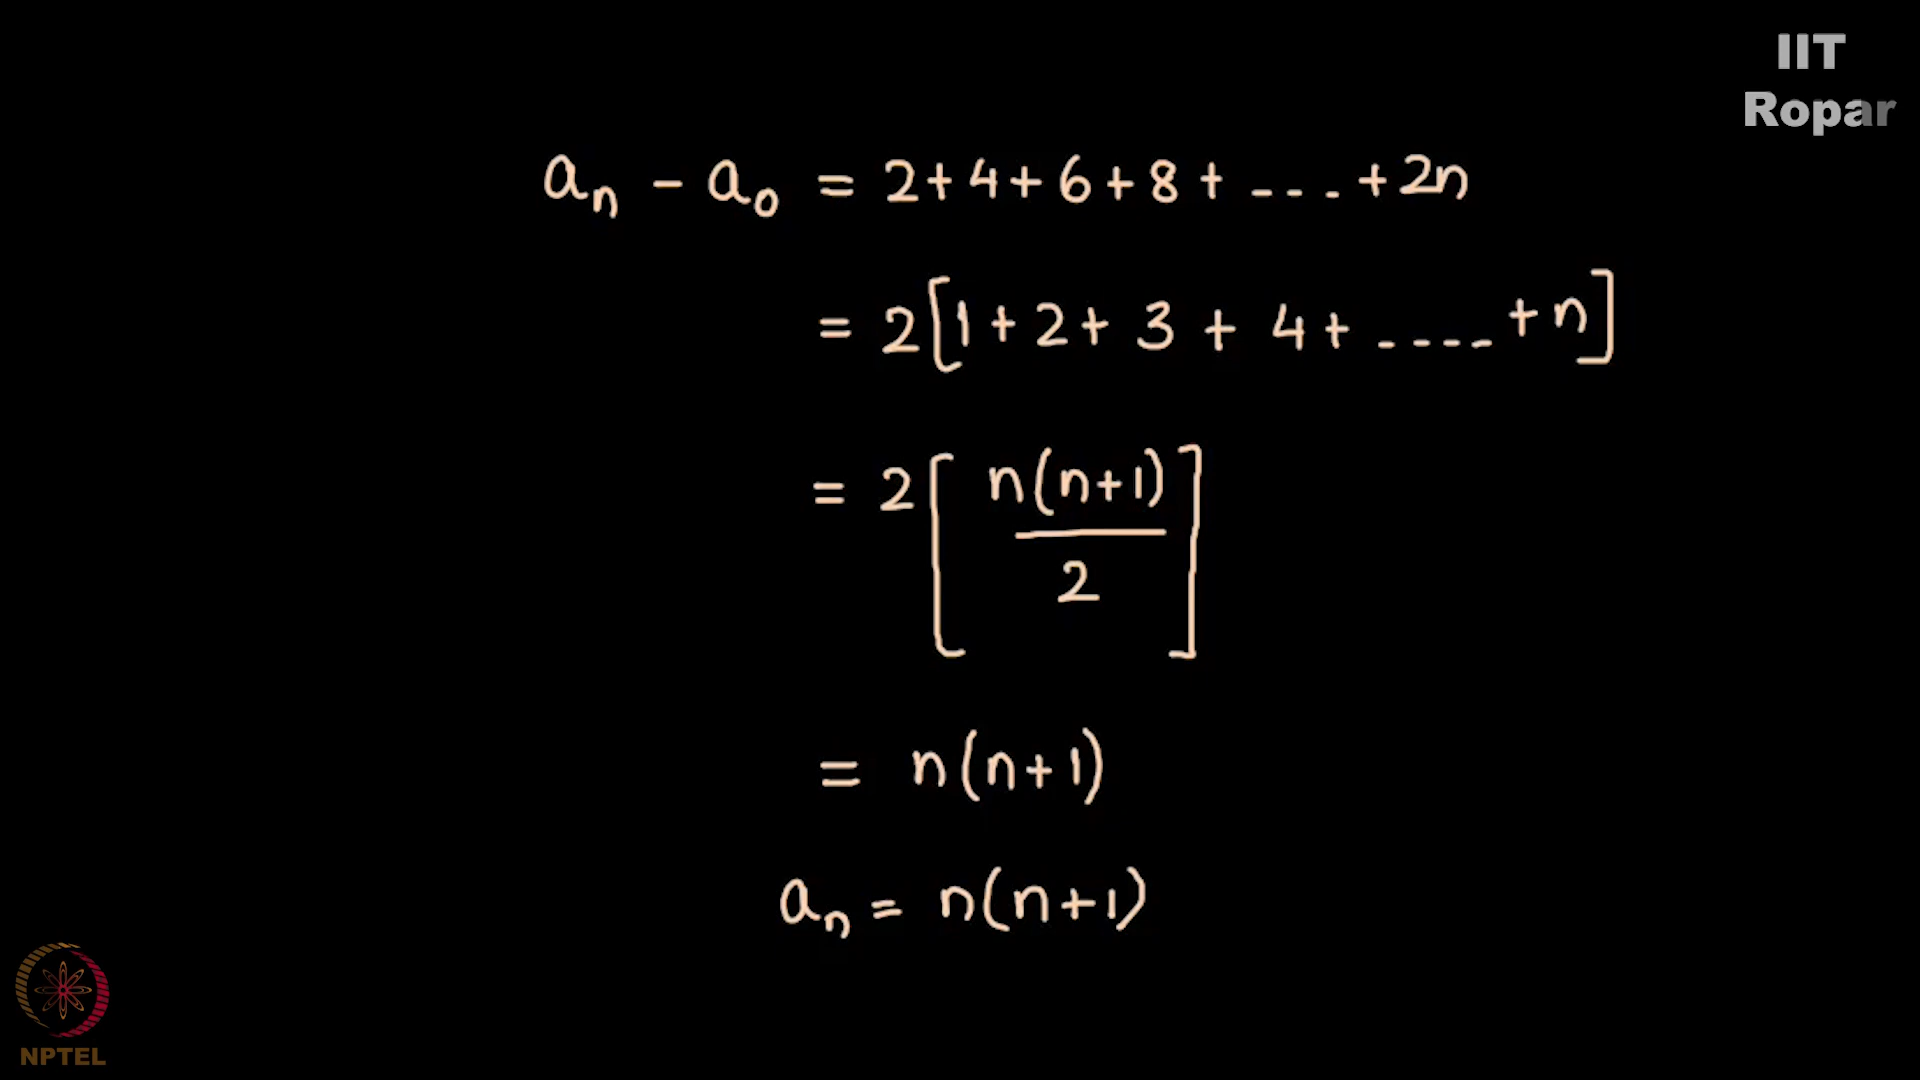 IIT
Ropar
aₙ - a₀ = 2+4+6+8+ --- +2n
= 2[1+2+3+4+ ---- +n]
= 2[n(n+1)/2]
= n(n+1)
aₙ = n(n+1)
NPTEL